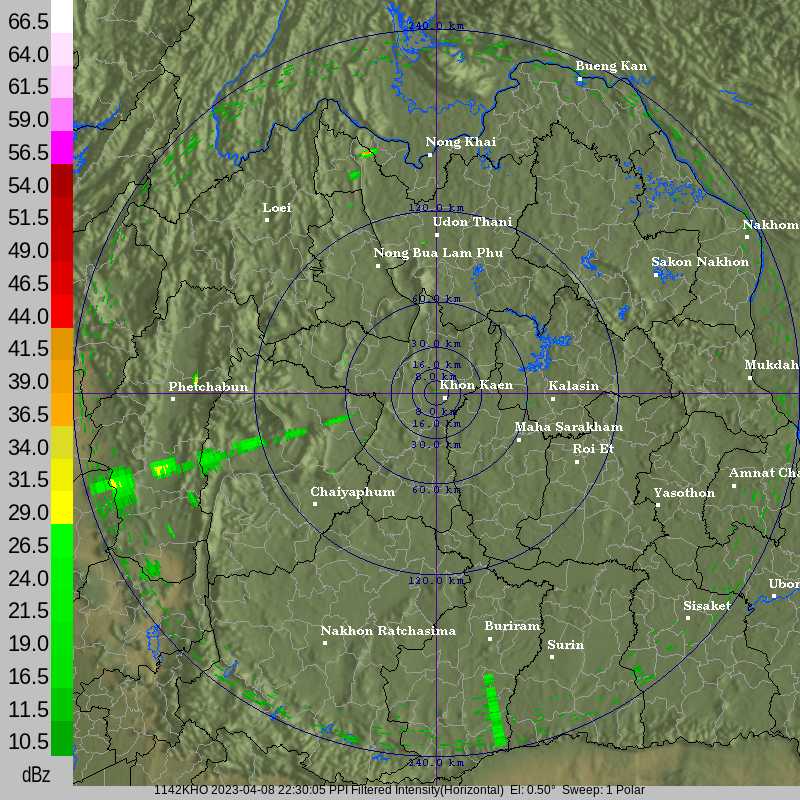 66.5
64.0
61.5
59.0
56.5
54.0
51.5
49.0
46.5
44.0
41.5
39.0
36.5
34.0
31.5
29.0
26.5
24.0
21.5
19.0
16.5
11.5
10.5
dBz
240.0 km
Bueng Kan
Nong Khai
Loei
120.0 km
Udon Thani
Nakhom
Nong Bua Lam Phu
Sakon Nakhon
60.0 km
30.0 km
16.0 km
8.0 km
Mukdah
Phetchabun
Khon Kaen
Kalasin
8.0 km
16.0 km
Maha Sarakham
30.0 km
Roi Et
Amnat Cha
60.0 km
Chaiyaphum
Yasothon
120.0 km
Ubon
Sisaket
Nakhon Ratchasima
Buriram
Surin
240.0 km
1142KHO 2023-04-08 22:30:05 PPI Filtered Intensity(Horizontal) El: 0.50° Sweep: 1 Polar